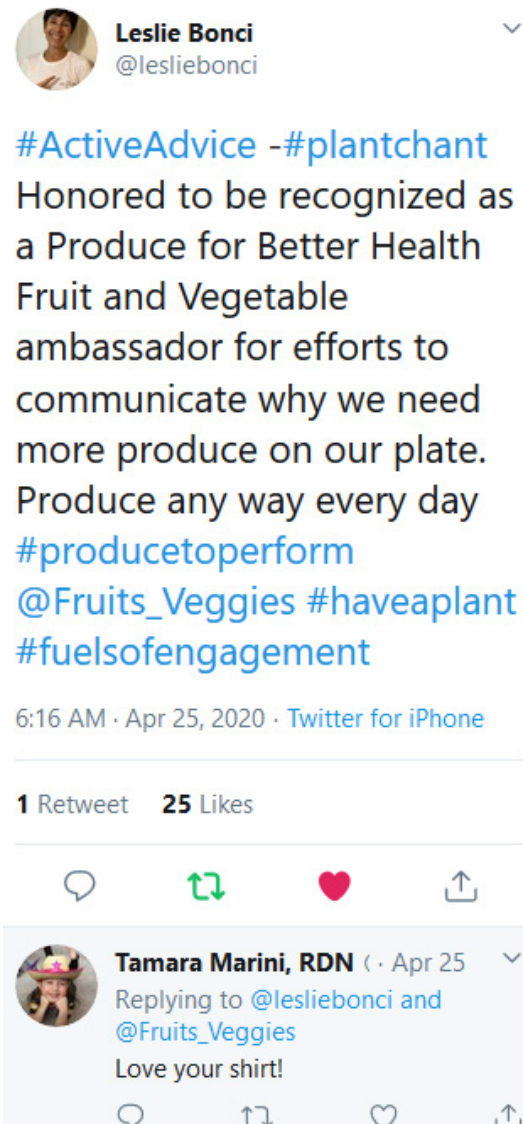 Leslie Bonci
@lesliebonci
#ActiveAdvice -#plantchant
Honored to be recognized as
a Produce for Better Health
Fruit and Vegetable
ambassador for efforts to
communicate why we need
more produce on our plate.
Produce any way every day
#producetoperform
@Fruits_Veggies #haveaplant
#fuelsofengagement
6:16 AM · Apr 25, 2020 · Twitter for iPhone
1 Retweet 25 Likes
Tamara Marini, RDN ( · Apr 25
Replying to @lesliebonci and
@Fruits_Veggies
Love your shirt!